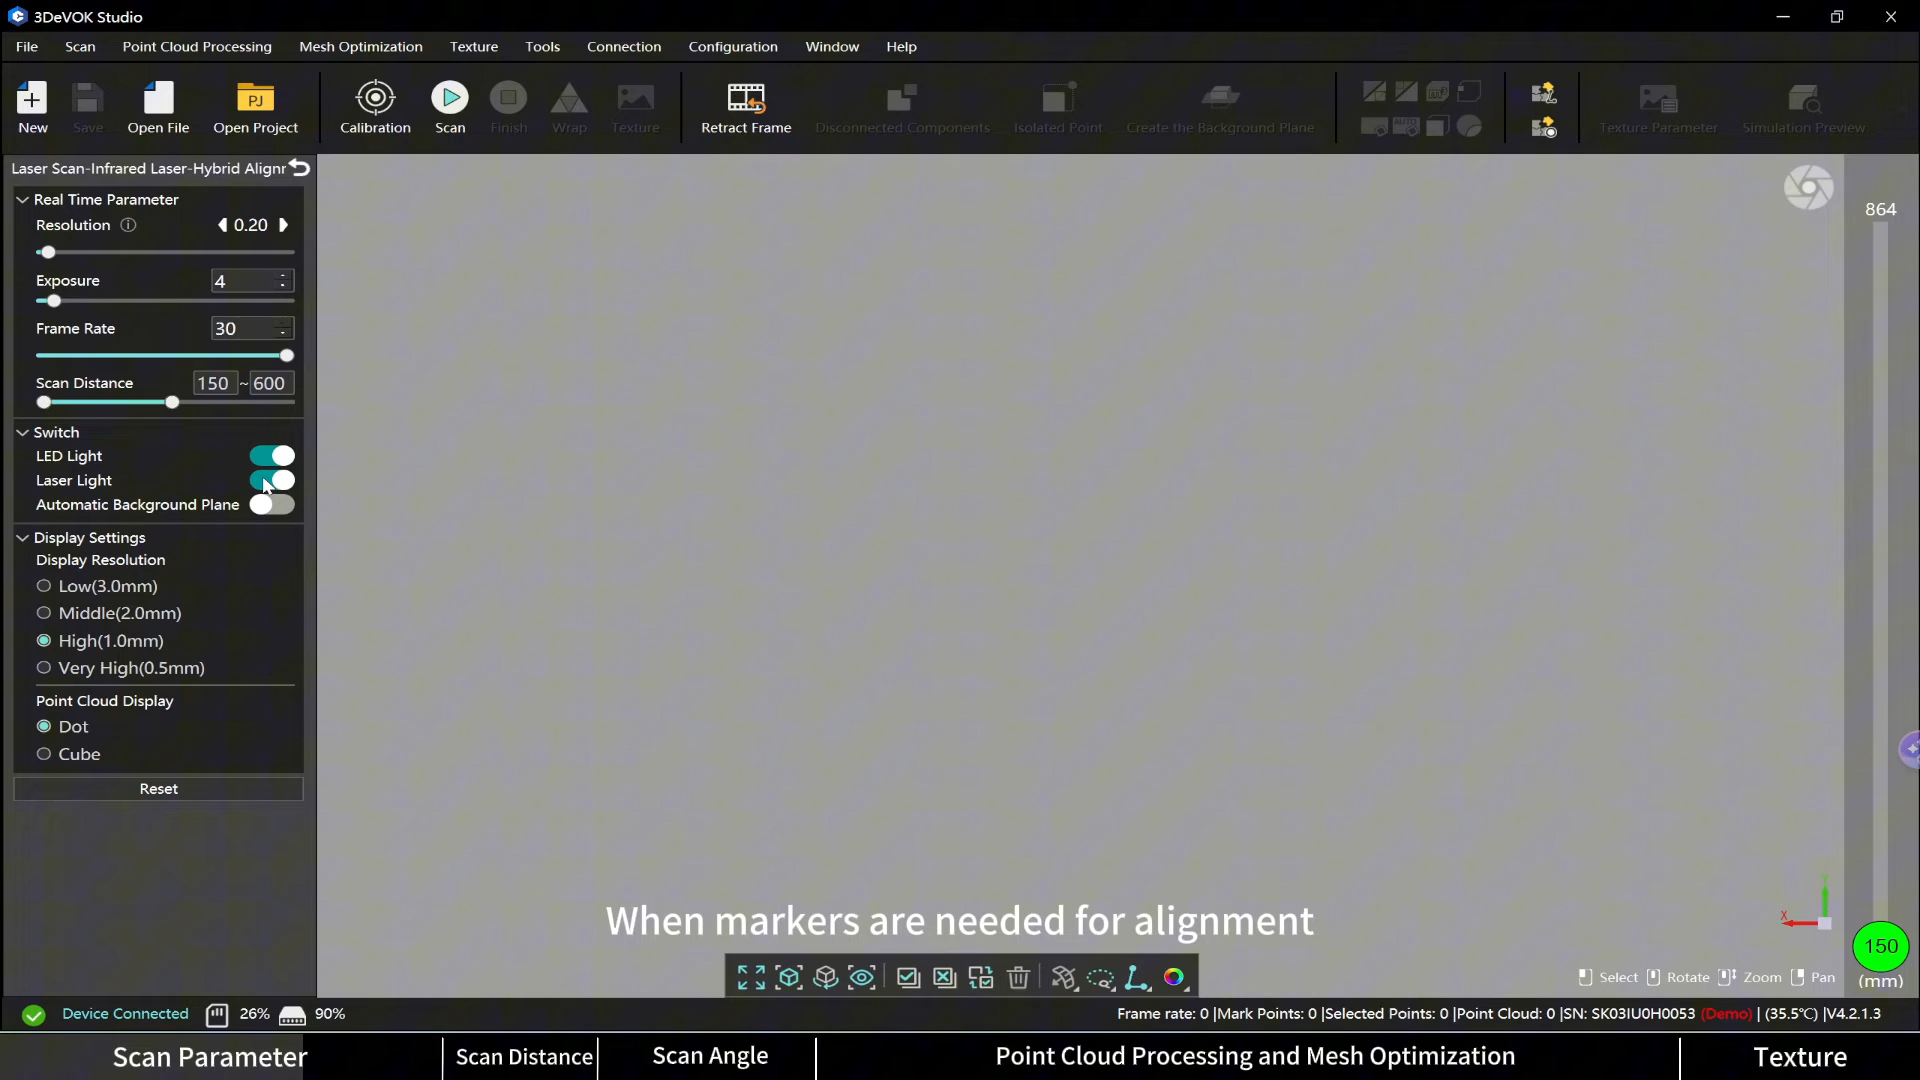 3DeVOK Studio
File Scan Point Cloud Processing Mesh Optimization Texture Tools Connection Configuration Window Help
New Save Open File Open Project Calibration Scan Finish Wrap Texture Retract Frame Disconnected Components Isolated Point Create the Background Plane Texture Parameter Simulation Preview
PJ
Laser Scan-Infrared Laser-Hybrid Alignr
Real Time Parameter
Resolution 0.20
Exposure 4
Frame Rate 30
Scan Distance 150 ~ 600
Switch
LED Light
Laser Light
Automatic Background Plane
Display Settings
Display Resolution
Low(3.0mm)
Middle(2.0mm)
High(1.0mm)
Very High(0.5mm)
Point Cloud Display
Dot
Cube
Reset
864
When markers are needed for alignment
Y
X
150
(mm)
Select Rotate Zoom Pan
Device Connected 26% 90%
Frame rate: 0 |Mark Points: 0 |Selected Points: 0 |Point Cloud: 0 |SN: SK03IU0H0053 (Demo) | (35.5℃) |V4.2.1.3
Scan Parameter Scan Distance Scan Angle Point Cloud Processing and Mesh Optimization Texture